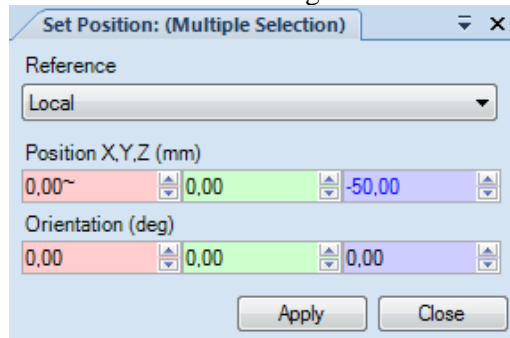 Set Position: (Multiple Selection)
Reference
Local
Position X,Y,Z (mm)
0,00~ 0,00 -50,00
Orientation (deg)
0,00 0,00 0,00
Apply Close